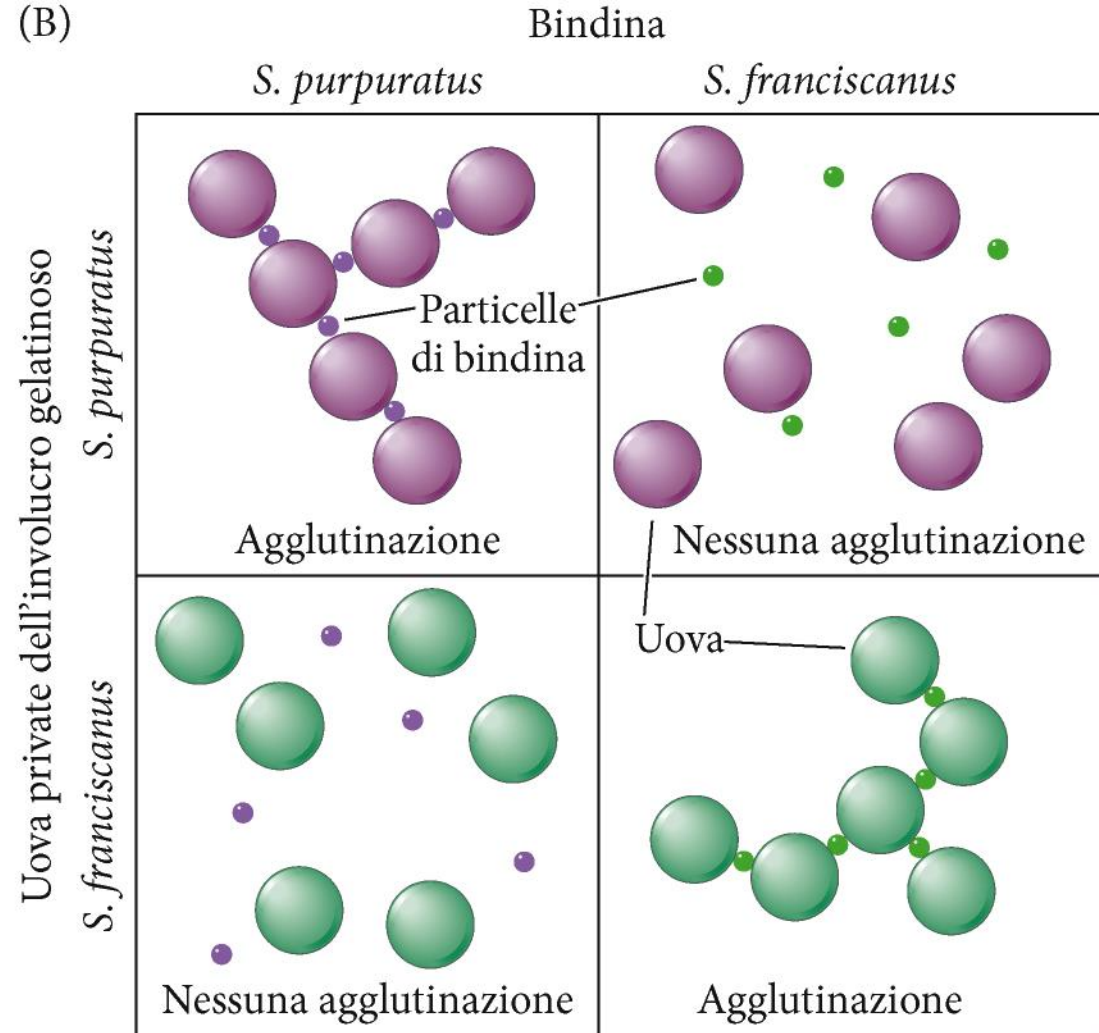 (B)
Bindina
S. purpuratus
S. franciscanus
Uova private dell'involucro gelatinoso
S. purpuratus
Particelle
di bindina
Agglutinazione
Nessuna agglutinazione
S. franciscanus
Uova
Nessuna agglutinazione
Agglutinazione